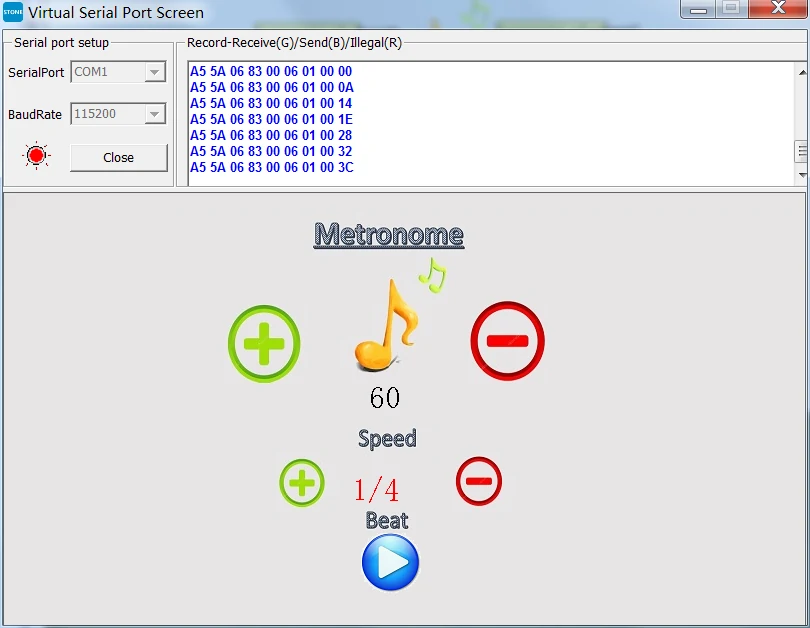 STONE Virtual Serial Port Screen
Serial port setup
SerialPort COM1
BaudRate 115200
Close
Record-Receive(G)/Send(B)/Illegal(R)
A5 5A 06 83 00 06 01 00 00
A5 5A 06 83 00 06 01 00 0A
A5 5A 06 83 00 06 01 00 14
A5 5A 06 83 00 06 01 00 1E
A5 5A 06 83 00 06 01 00 28
A5 5A 06 83 00 06 01 00 32
A5 5A 06 83 00 06 01 00 3C
Metronome
60
Speed
1/4
Beat